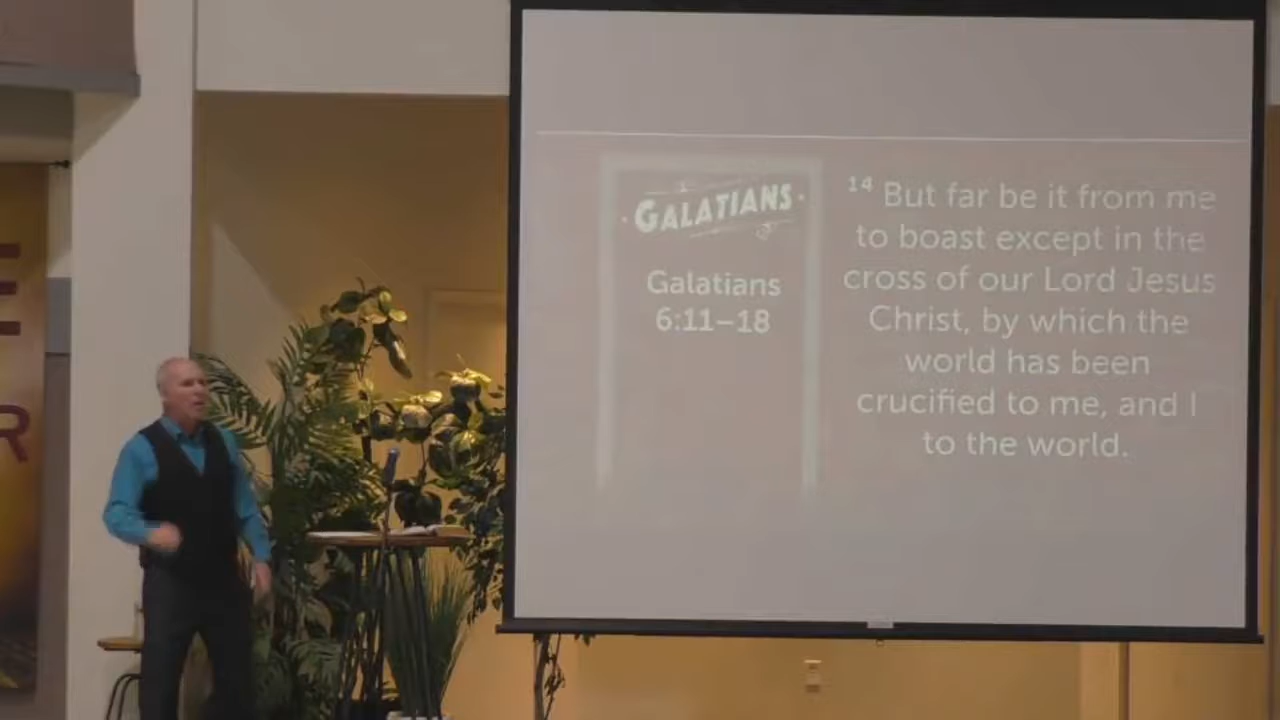 · GALATIANS ·
Galatians
6:11–18
14 But far be it from me
to boast except in the
cross of our Lord Jesus
Christ, by which the
world has been
crucified to me, and I
to the world.
E
R